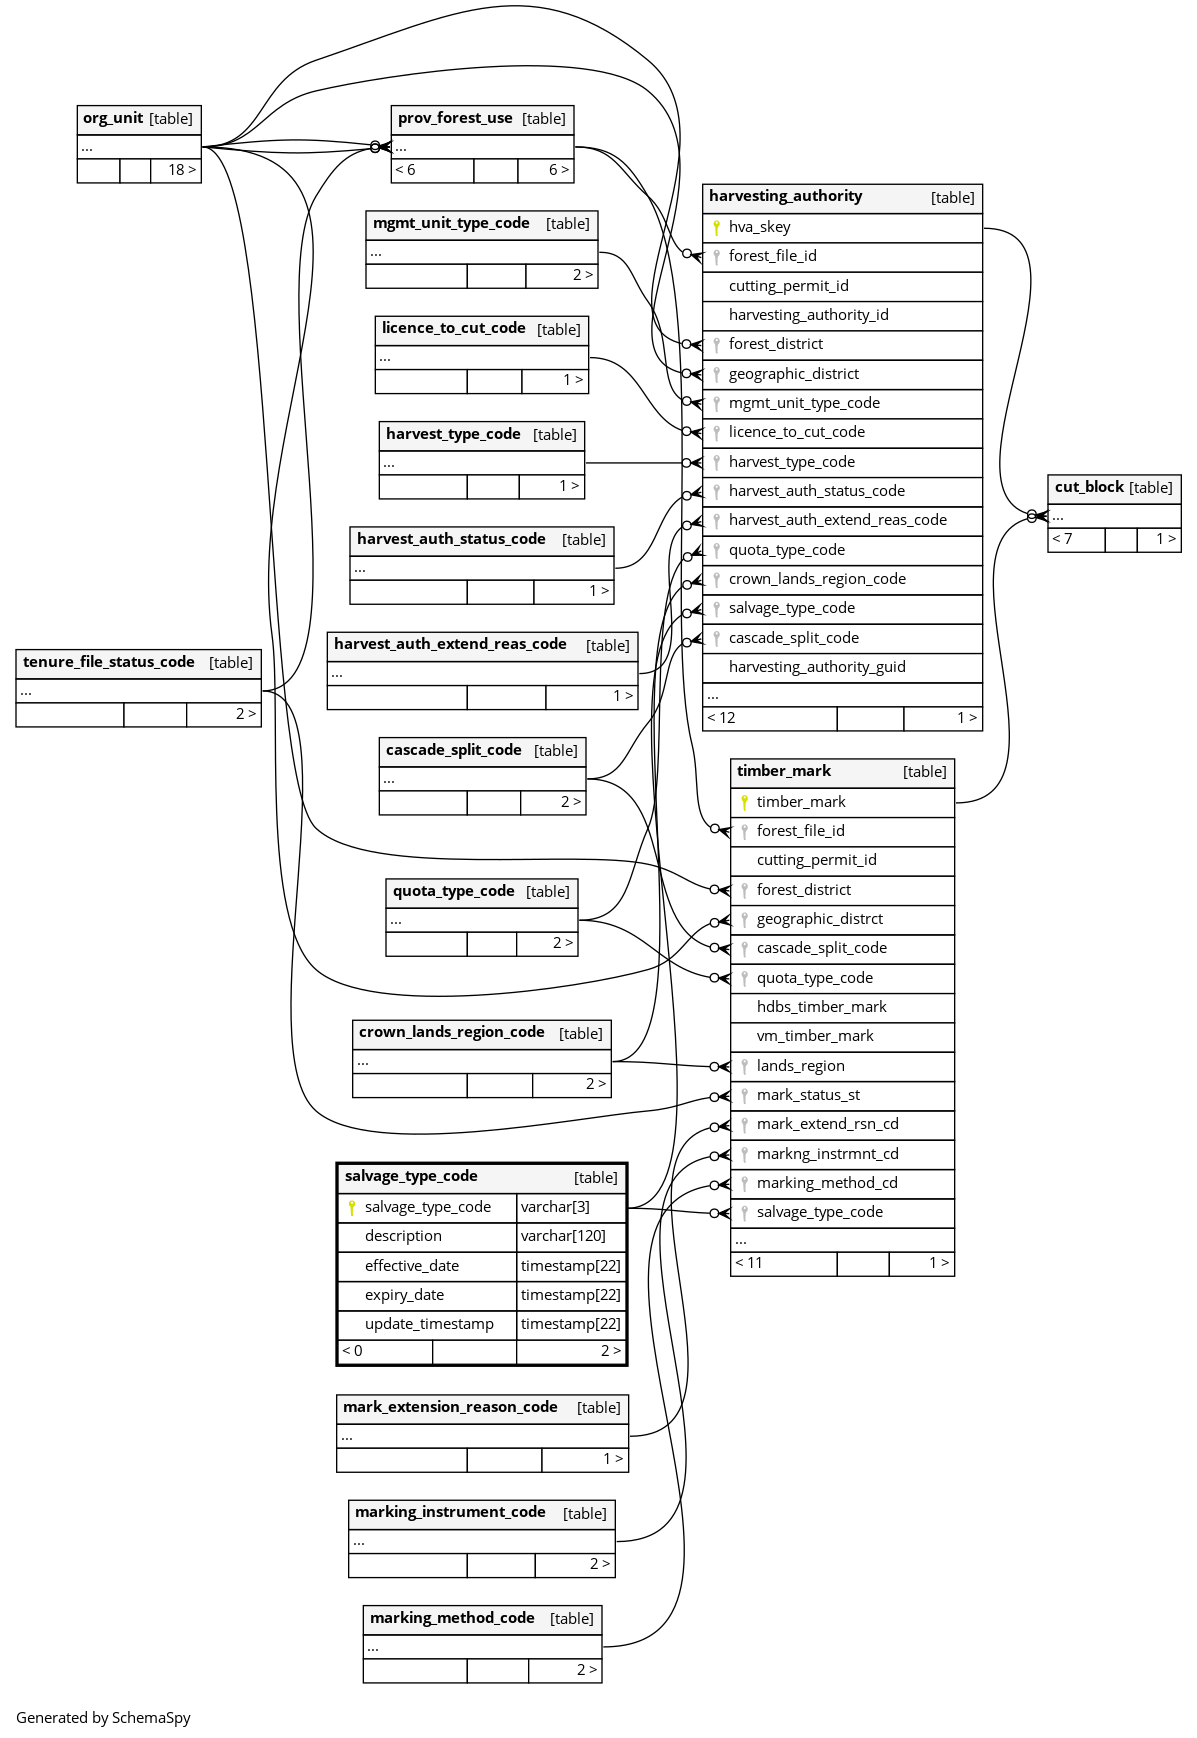 org_unit [table]
...
18 >
prov_forest_use [table]
...
< 6 6 >
mgmt_unit_type_code [table]
...
2 >
licence_to_cut_code [table]
...
1 >
harvest_type_code [table]
...
1 >
harvest_auth_status_code [table]
...
1 >
harvest_auth_extend_reas_code [table]
...
1 >
tenure_file_status_code [table]
...
2 >
cascade_split_code [table]
...
2 >
quota_type_code [table]
...
2 >
crown_lands_region_code [table]
...
2 >
salvage_type_code [table]
salvage_type_code varchar[3]
description varchar[120]
effective_date timestamp[22]
expiry_date timestamp[22]
update_timestamp timestamp[22]
< 0 2 >
mark_extension_reason_code [table]
...
1 >
marking_instrument_code [table]
...
2 >
marking_method_code [table]
...
2 >
harvesting_authority [table]
hva_skey
forest_file_id
cutting_permit_id
harvesting_authority_id
forest_district
geographic_district
mgmt_unit_type_code
licence_to_cut_code
harvest_type_code
harvest_auth_status_code
harvest_auth_extend_reas_code
quota_type_code
crown_lands_region_code
salvage_type_code
cascade_split_code
harvesting_authority_guid
...
< 12 1 >
timber_mark [table]
timber_mark
forest_file_id
cutting_permit_id
forest_district
geographic_distrct
cascade_split_code
quota_type_code
hdbs_timber_mark
vm_timber_mark
lands_region
mark_status_st
mark_extend_rsn_cd
markng_instrmnt_cd
marking_method_cd
salvage_type_code
...
< 11 1 >
cut_block [table]
...
< 7 1 >
Generated by SchemaSpy